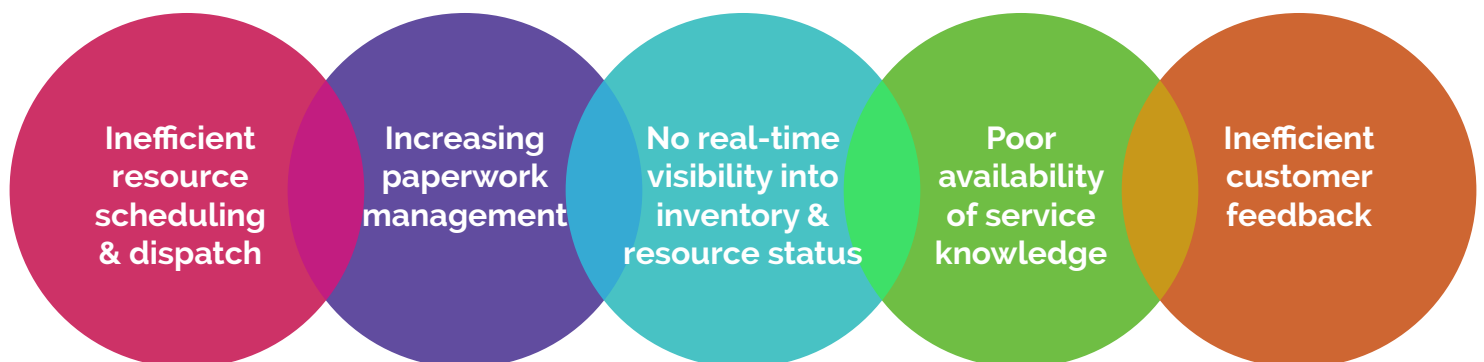 Inefficient
resource
scheduling
& dispatch
Increasing
paperwork
management
No real-time
visibility into
inventory &
resource status
Poor
availability
of service
knowledge
Inefficient
customer
feedback